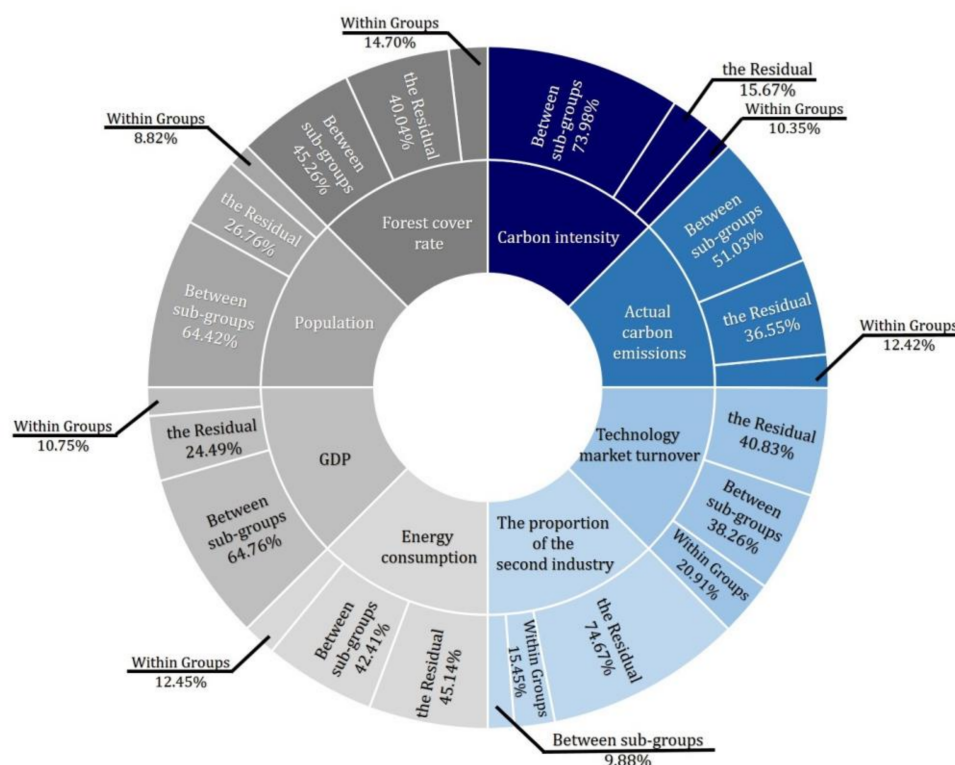 Within Groups
14.70%
the Residual
40.04%
Between
sub-groups
45.26%
Forest cover
rate
Between
sub-groups
73.98%
the Residual
15.67%
Within Groups
10.35%
Carbon intensity
Between
sub-groups
51.03%
the Residual
36.55%
Within Groups
12.42%
Actual
carbon
emissions
the Residual
40.83%
Between
sub-groups
38.26%
Within Groups
20.91%
Technology
market turnover
the Residual
74.67%
Within Groups
15.45%
Between sub-groups
9.88%
The proportion
of the
second industry
the Residual
45.14%
Between
sub-groups
42.41%
Within Groups
12.45%
Energy
consumption
Between
sub-groups
64.76%
the Residual
24.49%
Within Groups
10.75%
GDP
Between
sub-groups
64.42%
the Residual
26.76%
Within Groups
8.82%
Population